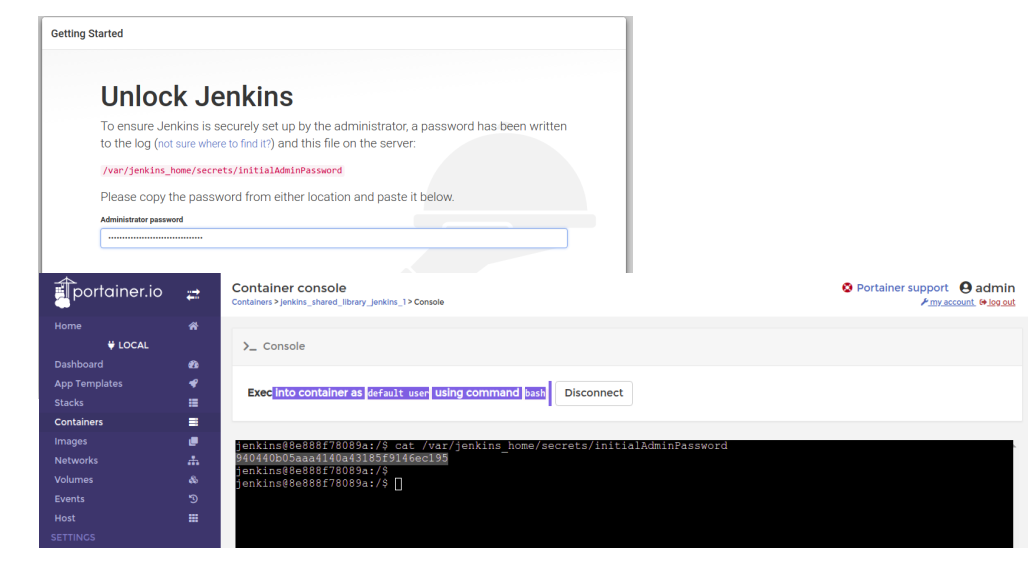 Getting Started
Unlock Jenkins
To ensure Jenkins is securely set up by the administrator, a password has been written
to the log (not sure where to find it?) and this file on the server:
/var/jenkins_home/secrets/initialAdminPassword
Please copy the password from either location and paste it below.
Administrator password
portainer.io
Home
LOCAL
Dashboard
App Templates
Stacks
Containers
Images
Networks
Volumes
Events
Host
SETTINGS
Container console
Containers > jenkins_shared_library_jenkins_1 > Console
Portainer support admin
my account log out
>_ Console
Exec into container as default user using command bash Disconnect
jenkins@8e888f78089a:/$ cat /var/jenkins_home/secrets/initialAdminPassword
940440b05aaa4140a43185f9146ec195
jenkins@8e888f78089a:/$
jenkins@8e888f78089a:/$